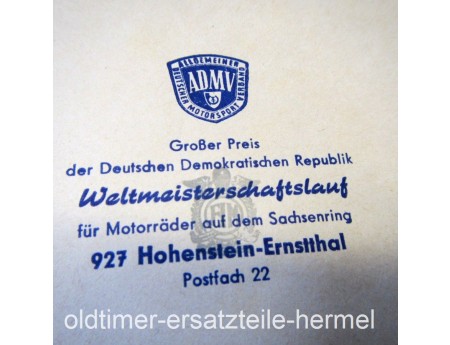 ALLGEMEINER
DEUTSCHER MOTORSPORT VERBAND
ADMV
Großer Preis
der Deutschen Demokratischen Republik
Weltmeisterschaftslauf
für Motorräder auf dem Sachsenring
927 Hohenstein-Ernstthal
Postfach 22
oldtimer-ersatzteile-hermel